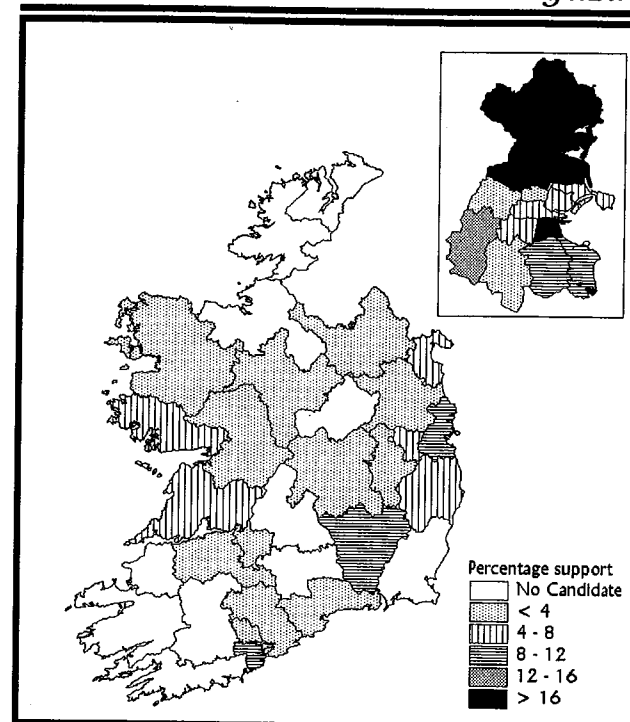 Percentage support
No Candidate
< 4
4 - 8
8 - 12
12 - 16
> 16